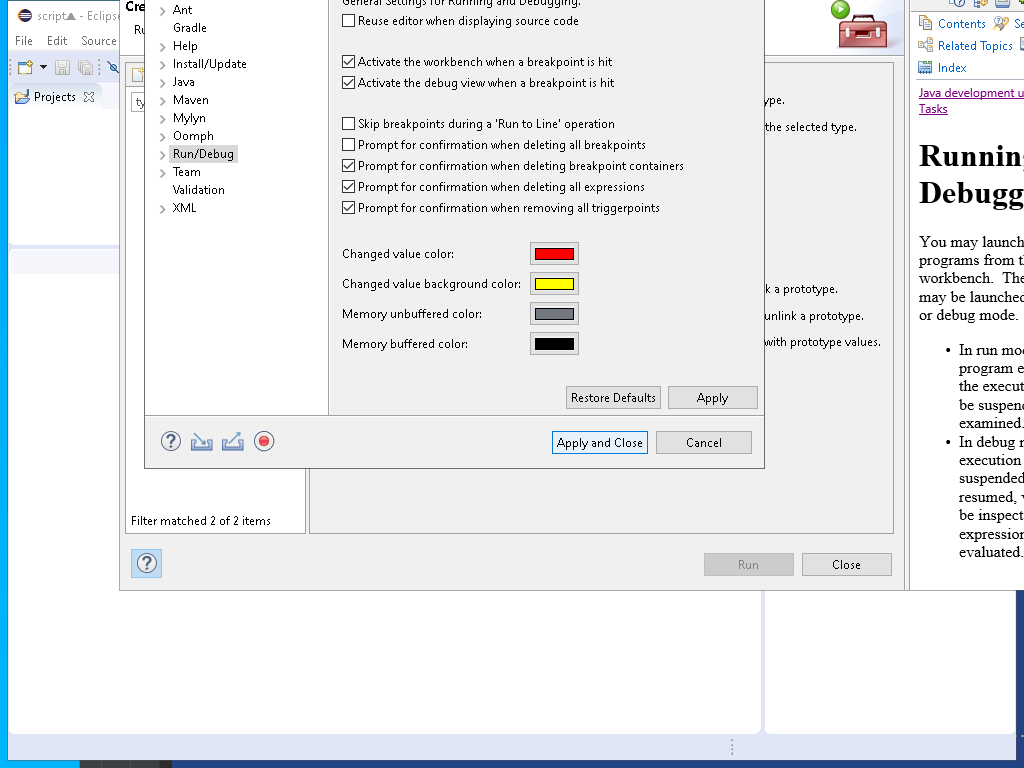 script
- Eclipse
File Edit Source
Projects
Ant
Gradle
Help
Install/Update
Java
Maven
Mylyn
Oomph
Run/Debug
Team
Validation
XML
General Settings for Running and Debugging.
Reuse editor when displaying source code
Activate the workbench when a breakpoint is hit
Activate the debug view when a breakpoint is hit
Skip breakpoints during a 'Run to Line' operation
Prompt for confirmation when deleting all breakpoints
Prompt for confirmation when deleting breakpoint containers
Prompt for confirmation when deleting all expressions
Prompt for confirmation when removing all triggerpoints
Changed value color:
Changed value background color:
Memory unbuffered color:
Memory buffered color:
Restore Defaults Apply
Apply and Close Cancel
ype.
the selected type.
k a prototype.
unlink a prototype.
with prototype values.
Filter matched 2 of 2 items
Run Close
Contents Se
Related Topics
Index
Java development u
Tasks
Running
Debugg
You may launch
programs from th
workbench. The
may be launched
or debug mode.
• In run mo
program e
the execut
be suspend
examined.
• In debug m
execution
suspended
resumed, v
be inspect
expression
evaluated.